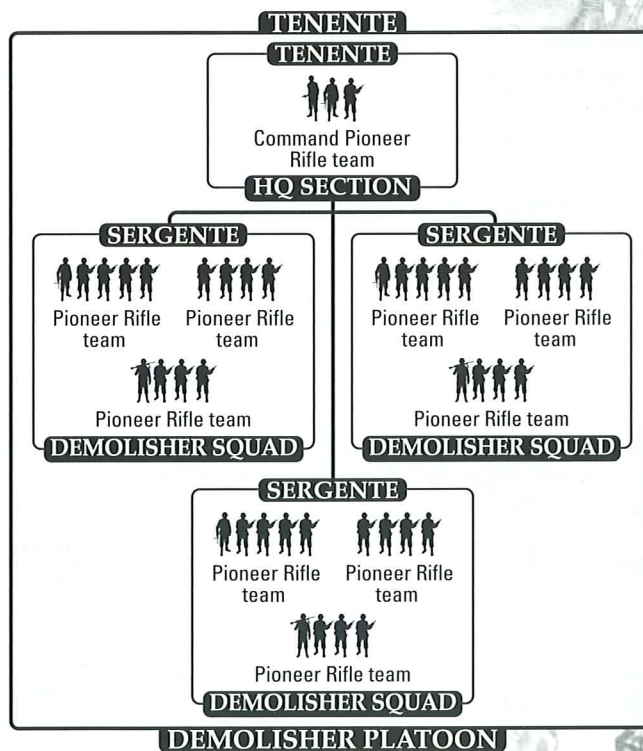 TENENTE
TENENTE
Command Pioneer
Rifle team
HQ SECTION
SERGENTE
Pioneer Rifle
team
Pioneer Rifle
team
Pioneer Rifle team
DEMOLISHER SQUAD
SERGENTE
Pioneer Rifle
team
Pioneer Rifle
team
Pioneer Rifle team
DEMOLISHER SQUAD
SERGENTE
Pioneer Rifle
team
Pioneer Rifle
team
Pioneer Rifle team
DEMOLISHER SQUAD
DEMOLISHER PLATOON